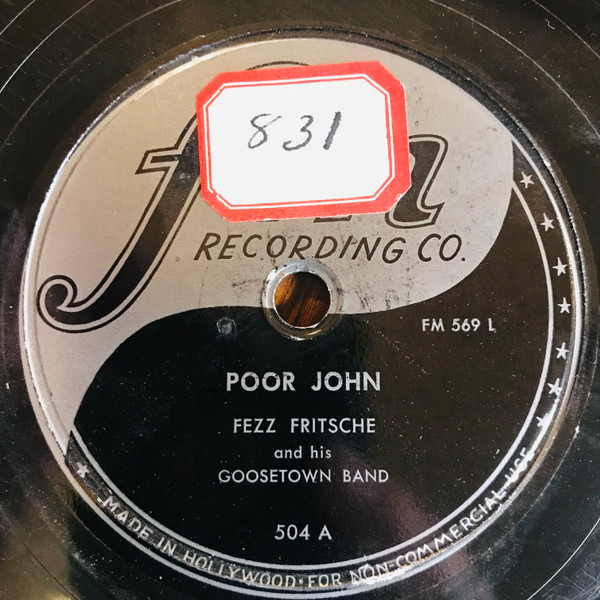 831
RECORDING CO.
FM 569 L
POOR JOHN
FEZZ FRITSCHE
and his
GOOSETOWN BAND
504 A
MADE IN HOLLYWOOD • FOR NON-COMMERCIAL USE